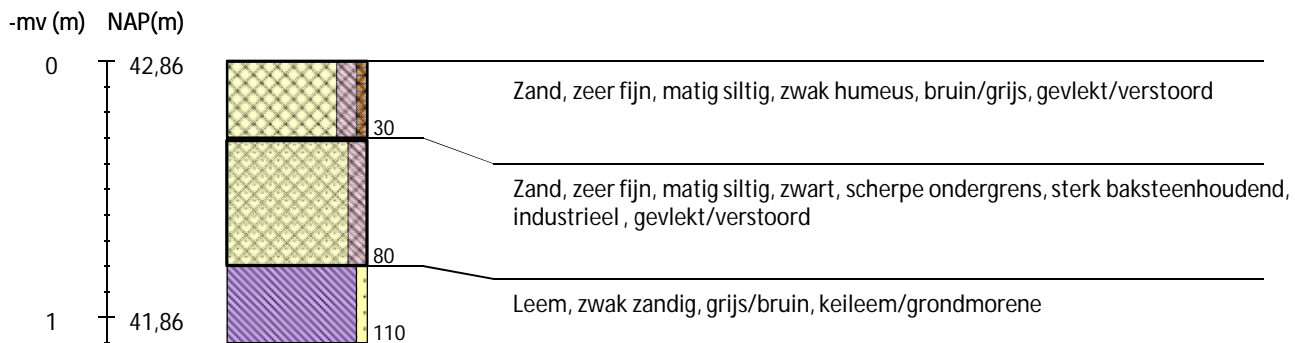 -mv (m) NAP(m)
0 42,86
Zand, zeer fijn, matig siltig, zwak humeus, bruin/grijs, gevlekt/verstoord
30
Zand, zeer fijn, matig siltig, zwart, scherpe ondergrens, sterk baksteenhoudend,
industrieel , gevlekt/verstoord
80
Leem, zwak zandig, grijs/bruin, keileem/grondmorene
1 41,86
110